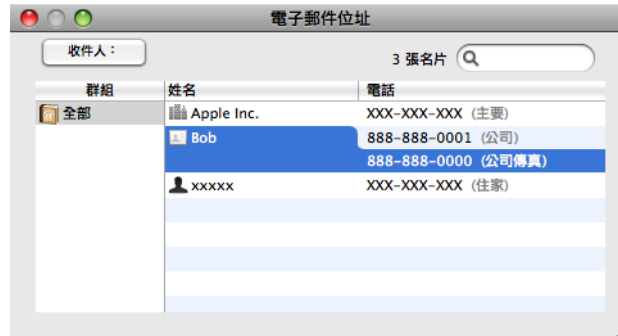 電子郵件位址
收件人：
3 張名片
群組 姓名 電話
全部 Apple Inc. XXX-XXX-XXX (主要)
Bob 888-888-0001 (公司)
888-888-0000 (公司傳真)
xxxxx XXX-XXX-XXX (住家)